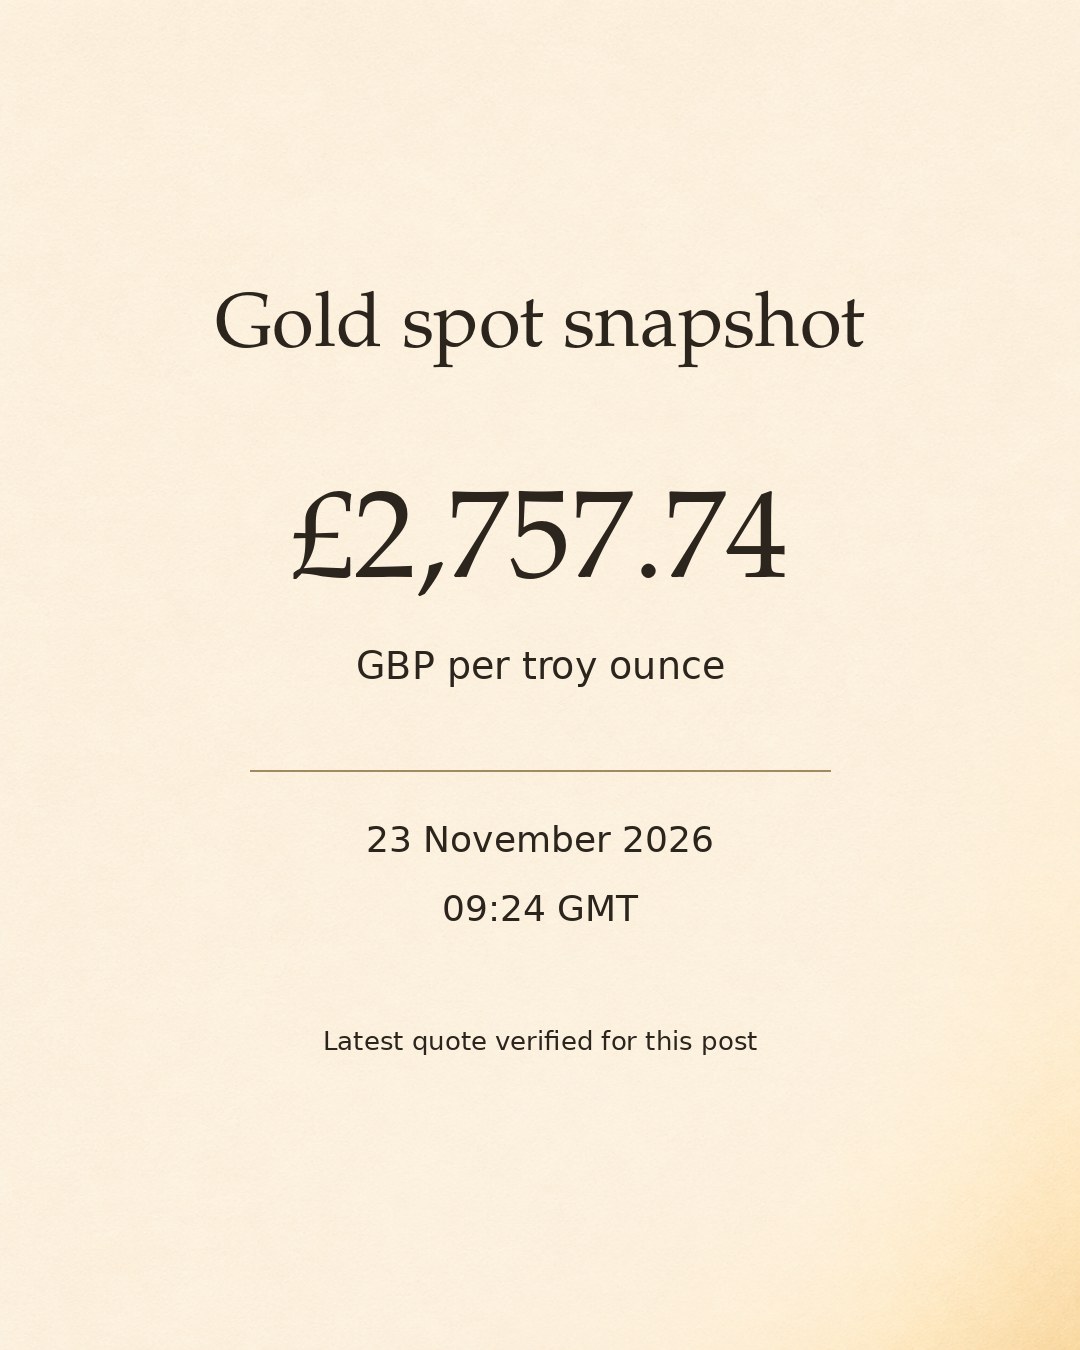 Gold spot snapshot
£2,757.74
GBP per troy ounce
23 November 2026
09:24 GMT
Latest quote verified for this post